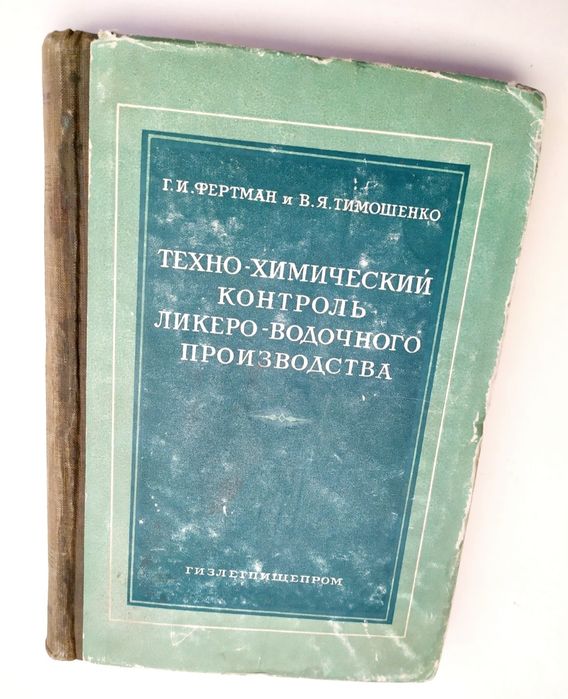 Г. И. ФЕРТМАН и В. Я. ТИМОШЕНКО
ТЕХНО-ХИМИЧЕСКИЙ
КОНТРОЛЬ
ЛИКЕРО-ВОДОЧНОГО
ПРОИЗВОДСТВА
ГИЗЛЕГПИЩЕПРОМ